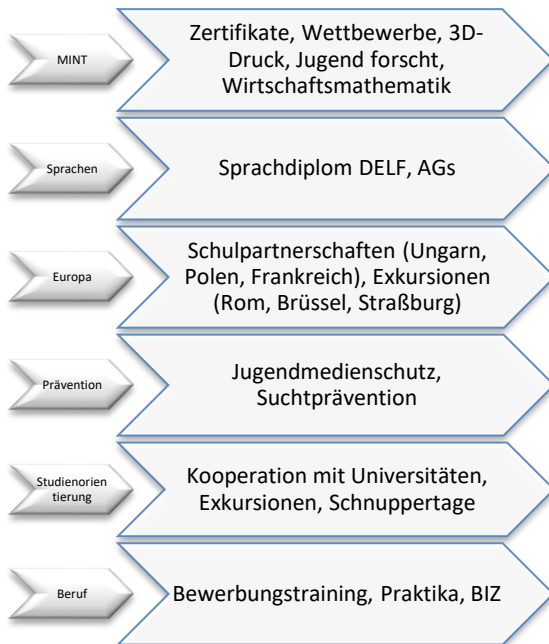 MINT
Zertifikate, Wettbewerbe, 3D-
Druck, Jugend forscht,
Wirtschaftsmathematik
Sprachen
Sprachdiplom DELF, AGs
Europa
Schulpartnerschaften (Ungarn,
Polen, Frankreich), Exkursionen
(Rom, Brüssel, Straßburg)
Prävention
Jugendmedienschutz,
Suchtprävention
Studienorien
tierung
Kooperation mit Universitäten,
Exkursionen, Schnuppertage
Beruf
Bewerbungstraining, Praktika, BIZ